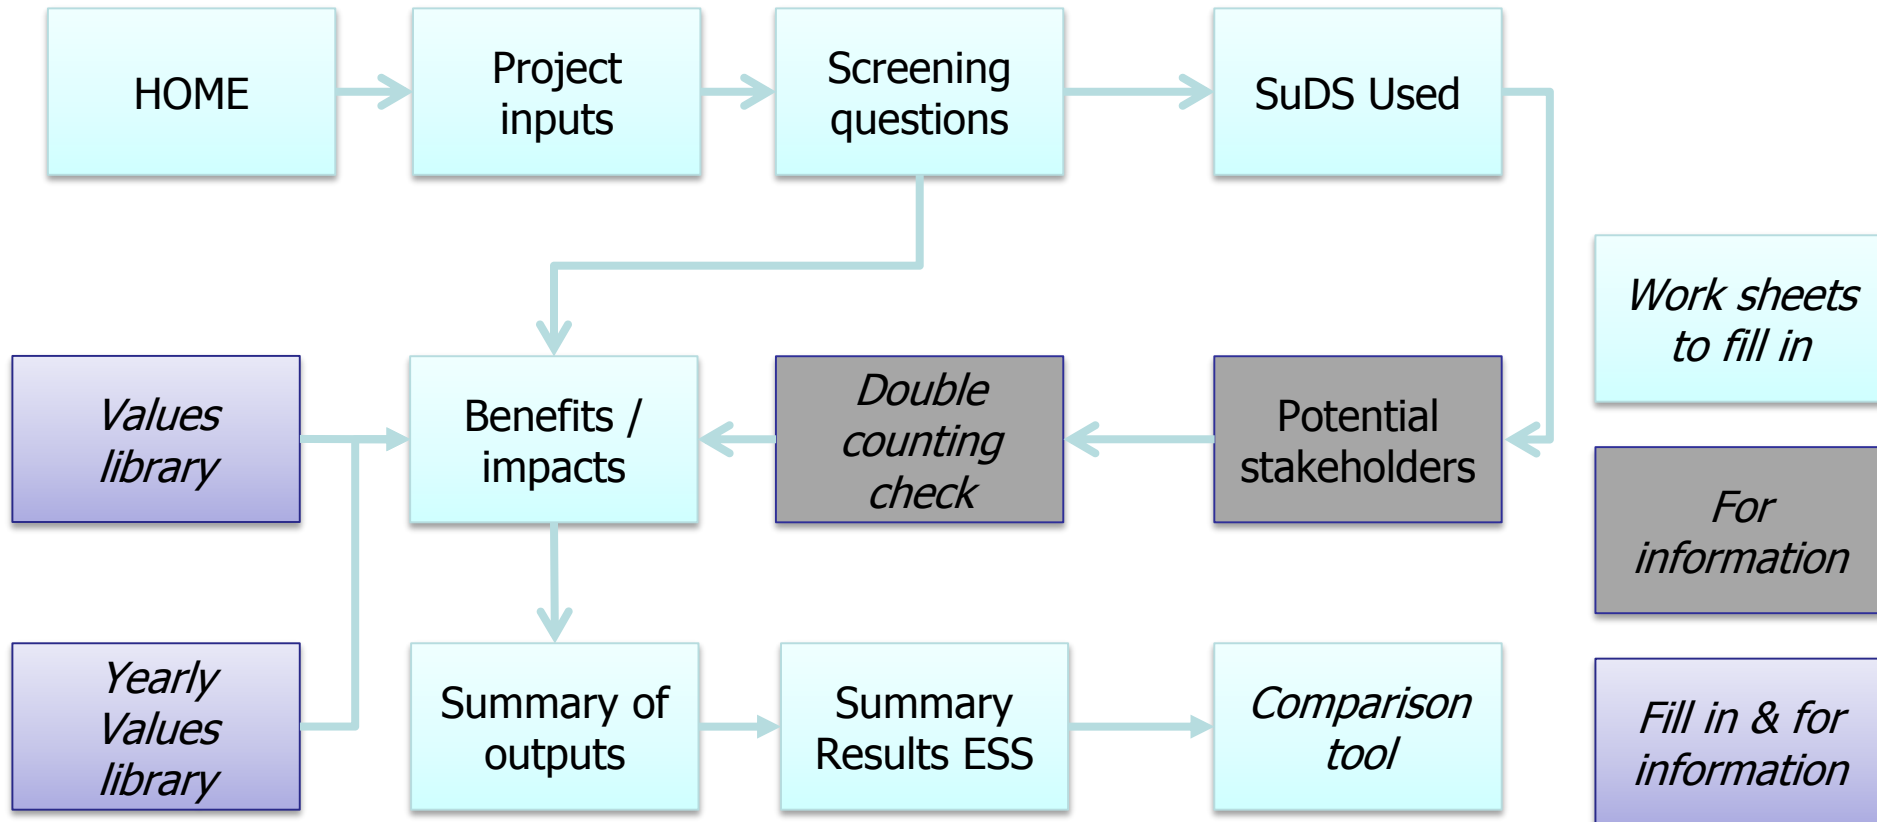 HOME
Project
inputs
Screening
questions
SuDS Used
Work sheets
to fill in
Values
library
Benefits /
impacts
Double
counting
check
Potential
stakeholders
For
information
Yearly
Values
library
Summary of
outputs
Summary
Results ESS
Comparison
tool
Fill in & for
information